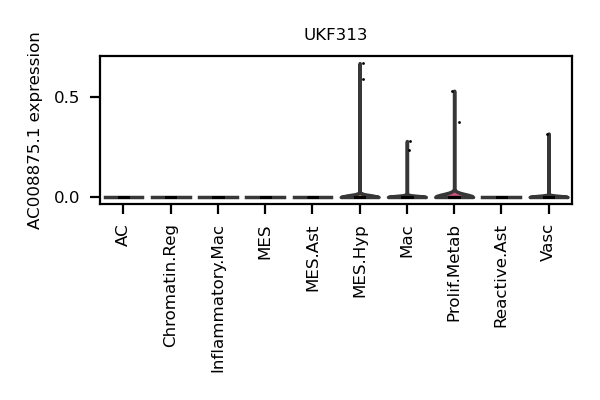 UKF313
AC008875.1 expression
0.5
0.0
AC
Chromatin.Reg
Inflammatory.Mac
MES
MES.Ast
MES.Hyp
Mac
Prolif.Metab
Reactive.Ast
Vasc